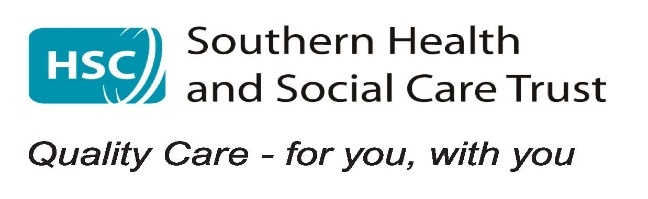 HSC
Southern Health
and Social Care Trust
Quality Care - for you, with you